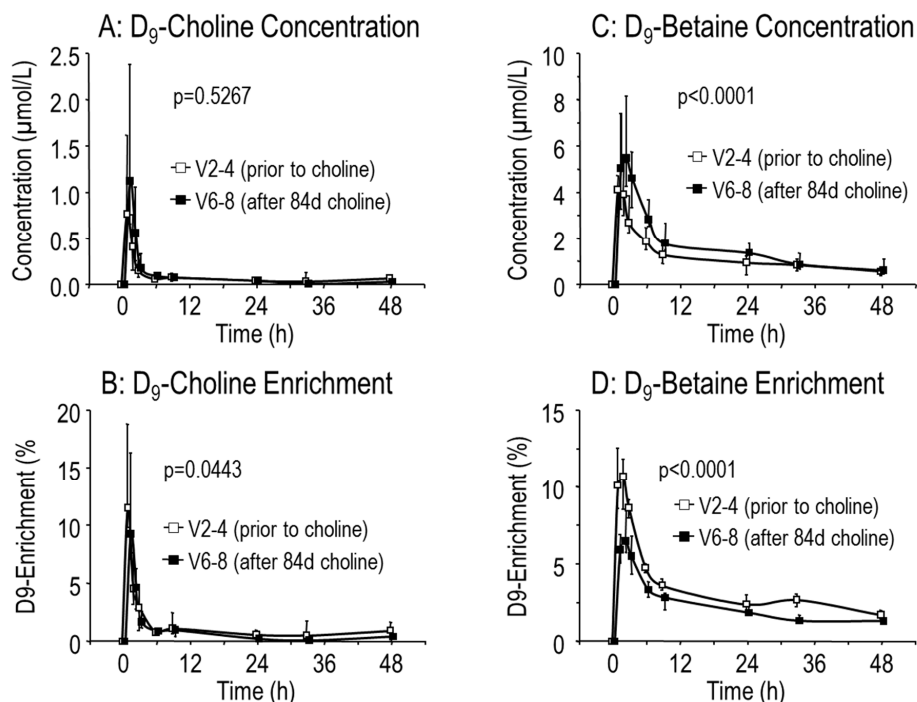 A: D₉-Choline Concentration
2.5
2.0
1.5
1.0
0.5
0.0
Concentration (µmol/L)
p=0.5267
V2-4 (prior to choline)
V6-8 (after 84d choline)
0 12 24 36 48
Time (h)
C: D₉-Betaine Concentration
10
8
6
4
2
0
Concentration (µmol/L)
p<0.0001
V2-4 (prior to choline)
V6-8 (after 84d choline)
0 12 24 36 48
Time (h)
B: D₉-Choline Enrichment
20
15
10
5
0
D9-Enrichment (%
p=0.0443
V2-4 (prior to choline)
V6-8 (after 84d choline)
0 12 24 36 48
Time (h)
D: D₉-Betaine Enrichment
15
10
5
0
D9-Enrichment (%)
p<0.0001
V2-4 (prior to choline)
V6-8 (after 84d choline)
0 12 24 36 48
Time (h)